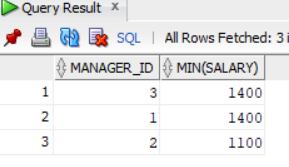 Query Result x
SQL | All Rows Fetched: 3 i
MANAGER_ID MIN(SALARY)
1 3 1400
2 1 1400
3 2 1100